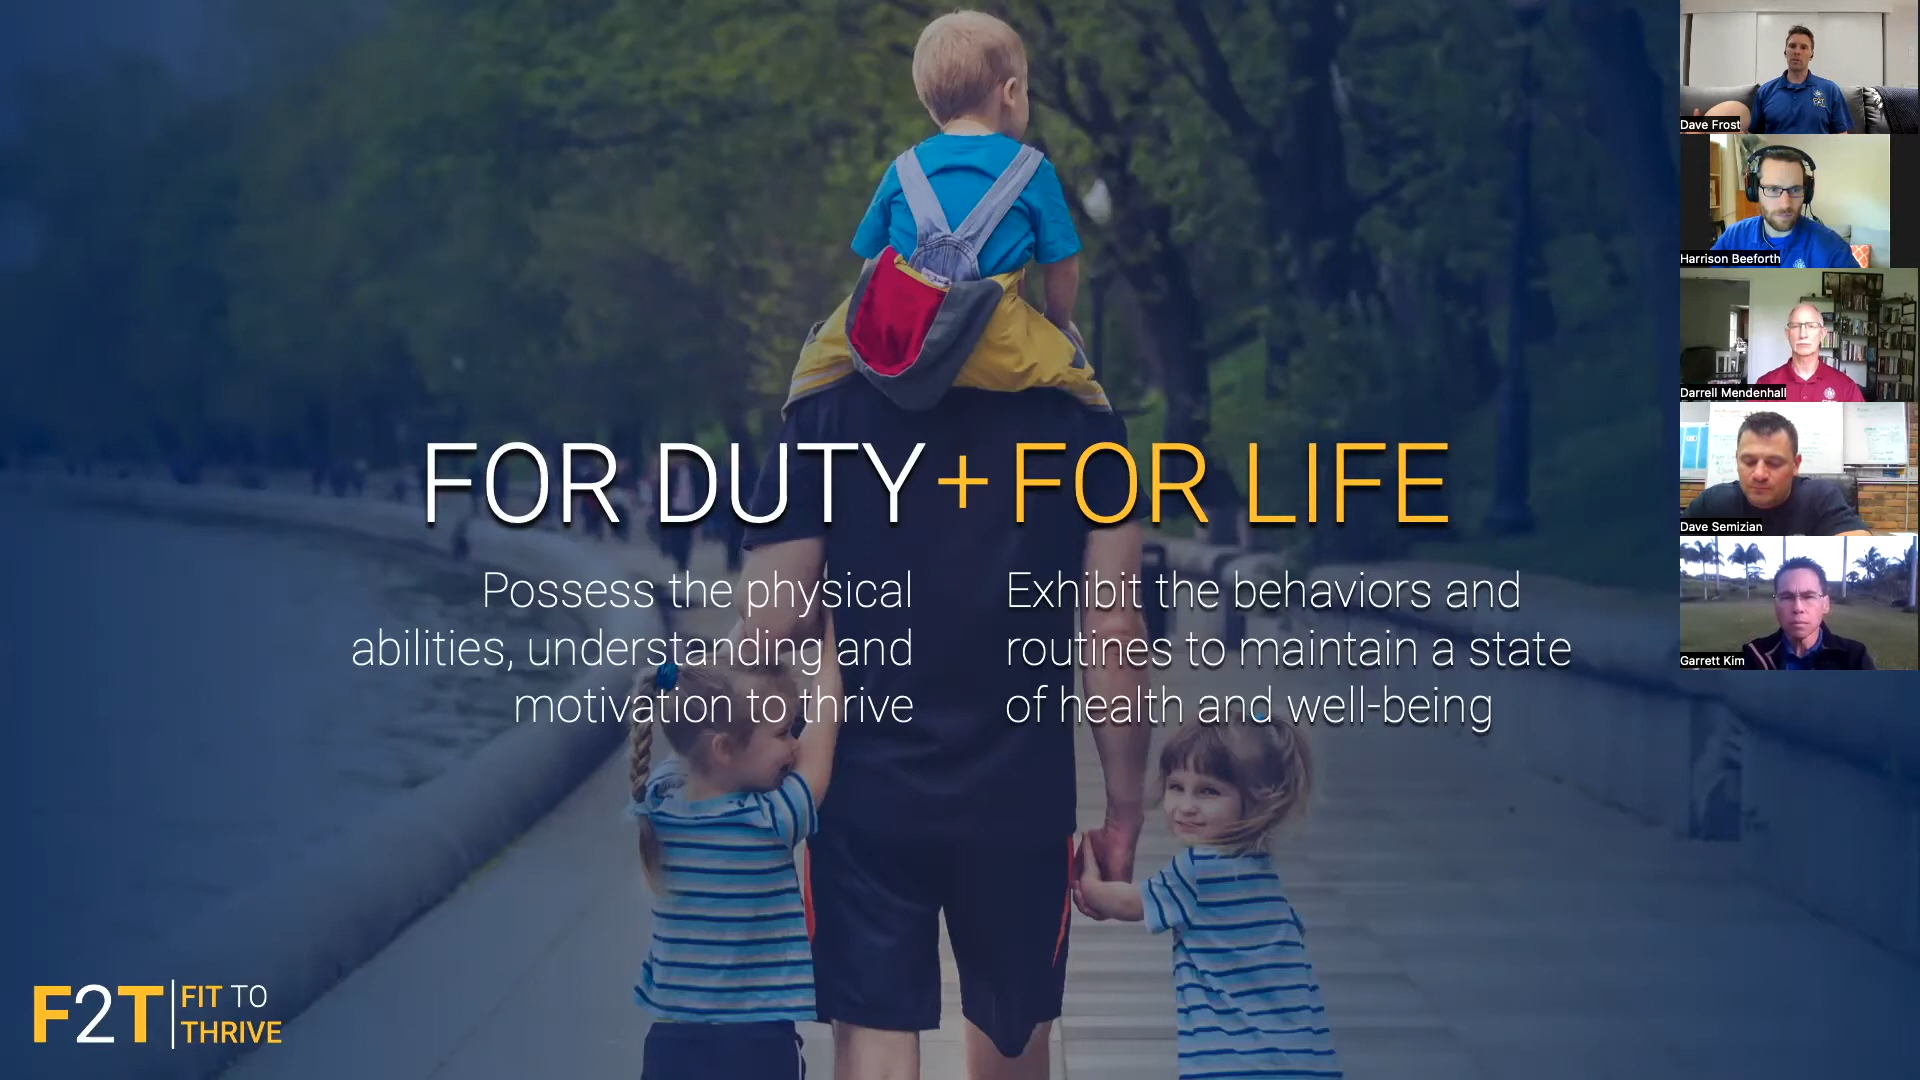 FOR DUTY + FOR LIFE
Possess the physical
abilities, understanding and
motivation to thrive
Exhibit the behaviors and
routines to maintain a state
of health and well-being
F2T FIT TO
THRIVE
Dave Frost
Harrison Beeforth
Darrell Mendenhall
Dave Semizian
Garrett Kim